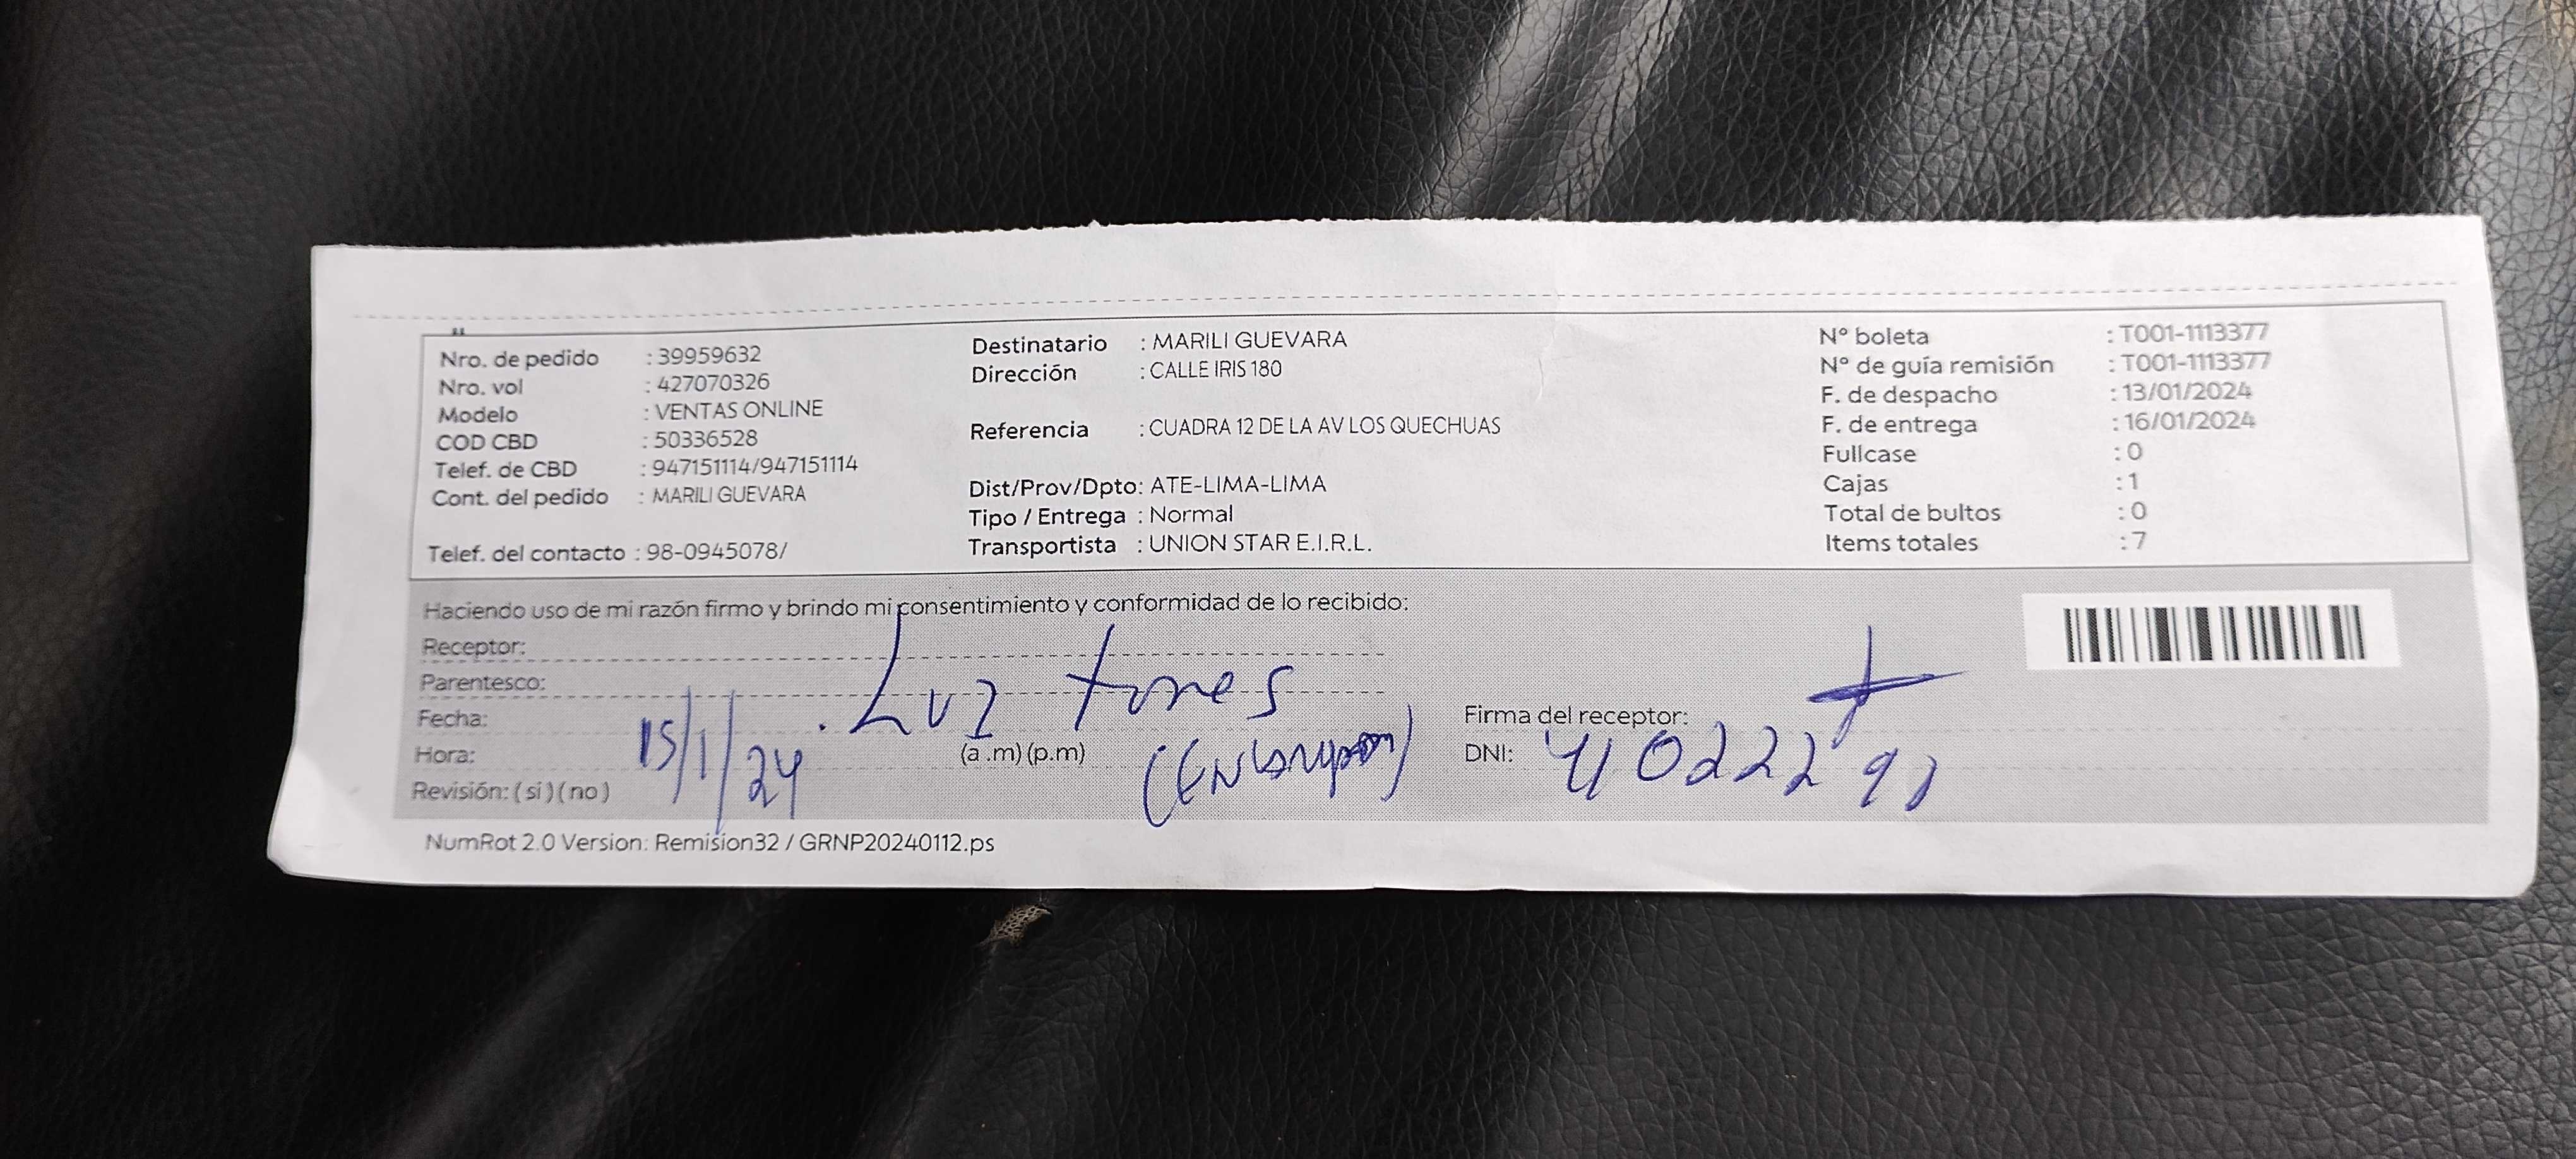 Nro. de pedido : 39959632
Nro. vol : 427070326
Modelo : VENTAS ONLINE
COD CBD : 50336528
Telef. de CBD : 947151114/947151114
Cont. del pedido : MARILI GUEVARA
Telef. del contacto : 98-0945078/
Destinatario : MARILI GUEVARA
Dirección : CALLE IRIS 180
Referencia : CUADRA 12 DE LA AV LOS QUECHUAS
Dist/Prov/Dpto: ATE-LIMA-LIMA
Tipo / Entrega : Normal
Transportista : UNION STAR E.I.R.L.
N° boleta : T001-1113377
N° de guía remisión : T001-1113377
F. de despacho : 13/01/2024
F. de entrega : 16/01/2024
Fullcase : 0
Cajas : 1
Total de bultos : 0
Items totales : 7
Haciendo uso de mi razón firmo y brindo mi consentimiento y conformidad de lo recibido:
Receptor:
Parentesco:
Luz
Fecha: 15/1/24
Firma del receptor:
Hora: (a .m) (p.m)
DNI:
Revisión: ( si ) ( no )
NumRot 2.0 Version: Remision32 / GRNP20240112.ps